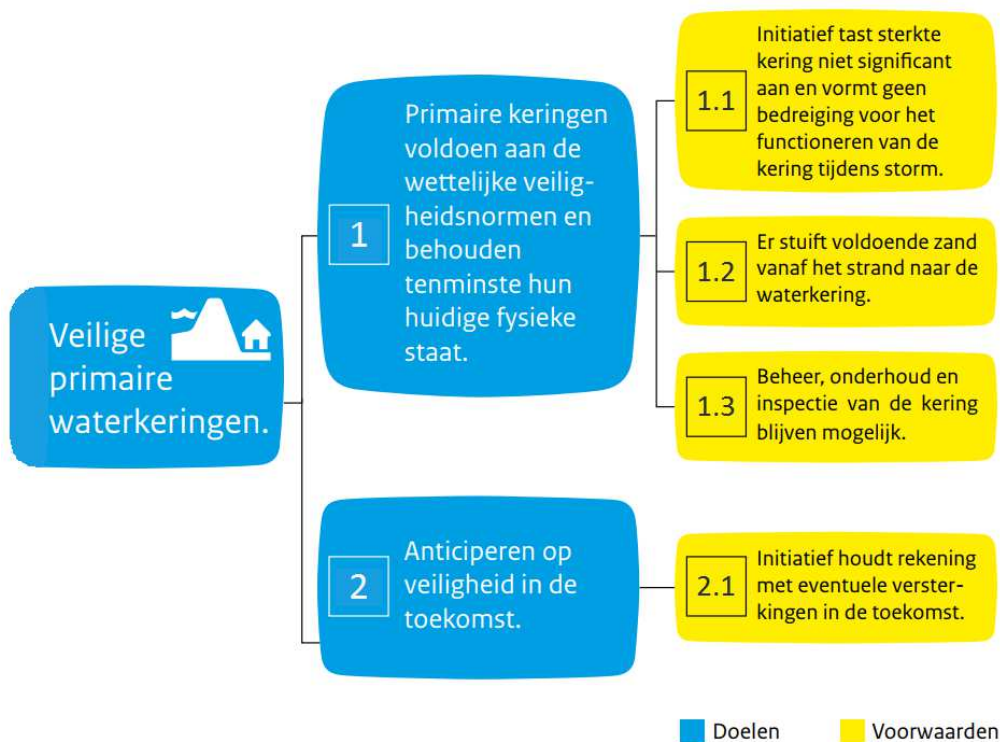 Veilige
primaire
waterkeringen.
1
Primaire keringen
voldoen aan de
wettelijke veilig-
heidsnormen en
behouden
tenminste hun
huidige fysieke
staat.
1.1
Initiatief tast sterkte
kering niet significant
aan en vormt geen
bedreiging voor het
functioneren van de
kering tijdens storm.
1.2
Er stuift voldoende zand
vanaf het strand naar de
waterkering.
1.3
Beheer, onderhoud en
inspectie van de kering
blijven mogelijk.
2
Anticiperen op
veiligheid in de
toekomst.
2.1
Initiatief houdt rekening
met eventuele verster-
kingen in de toekomst.
Doelen
Voorwaarden